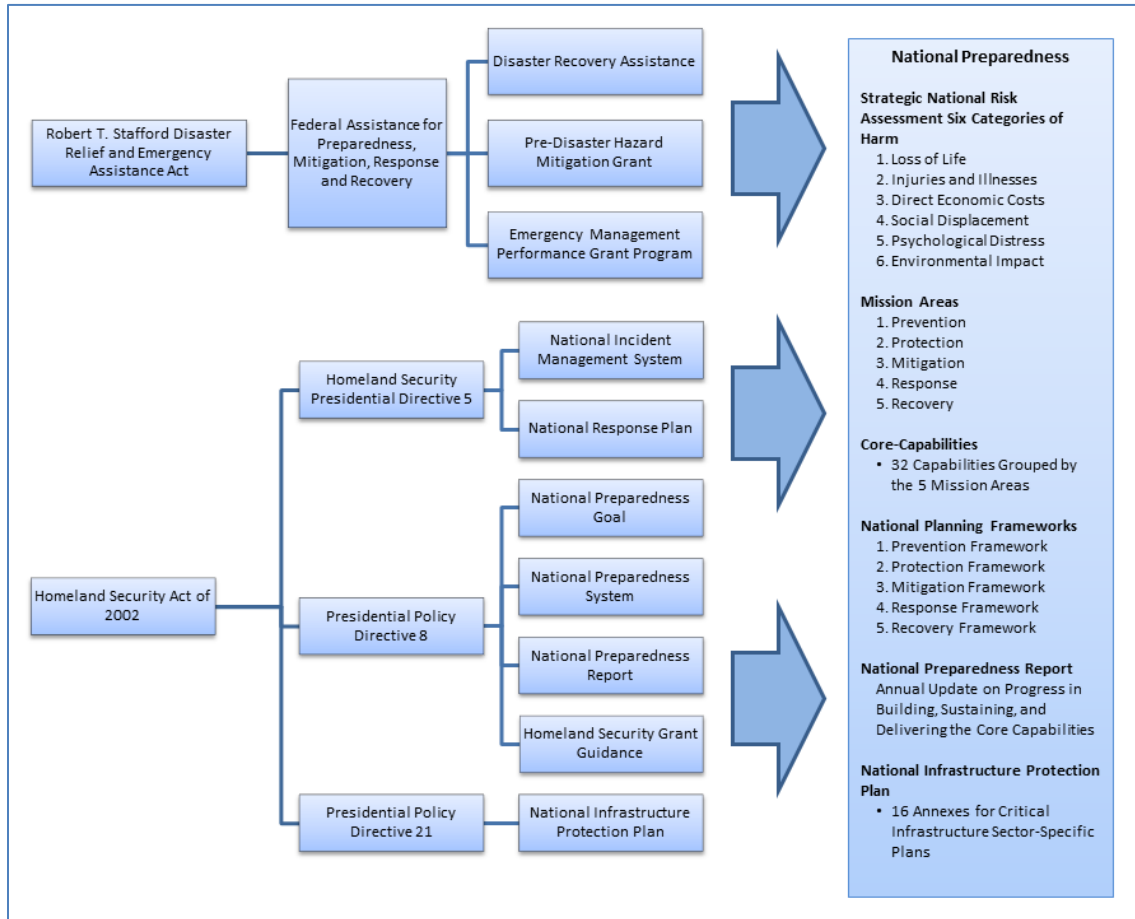 Robert T. Stafford Disaster
Relief and Emergency
Assistance Act
Federal Assistance for
Preparedness,
Mitigation, Response
and Recovery
Disaster Recovery Assistance
Pre-Disaster Hazard
Mitigation Grant
Emergency Management
Performance Grant Program
Homeland Security Act of
2002
Homeland Security
Presidential Directive 5
National Incident
Management System
National Response Plan
Presidential Policy
Directive 8
National Preparedness
Goal
National Preparedness
System
National Preparedness
Report
Homeland Security Grant
Guidance
Presidential Policy
Directive 21
National Infrastructure
Protection Plan
National Preparedness
Strategic National Risk
Assessment Six Categories of
Harm
1. Loss of Life
2. Injuries and Illnesses
3. Direct Economic Costs
4. Social Displacement
5. Psychological Distress
6. Environmental Impact
Mission Areas
1. Prevention
2. Protection
3. Mitigation
4. Response
5. Recovery
Core-Capabilities
• 32 Capabilities Grouped by
the 5 Mission Areas
National Planning Frameworks
1. Prevention Framework
2. Protection Framework
3. Mitigation Framework
4. Response Framework
5. Recovery Framework
National Preparedness Report
Annual Update on Progress in
Building, Sustaining, and
Delivering the Core Capabilities
National Infrastructure Protection
Plan
• 16 Annexes for Critical
Infrastructure Sector-Specific
Plans